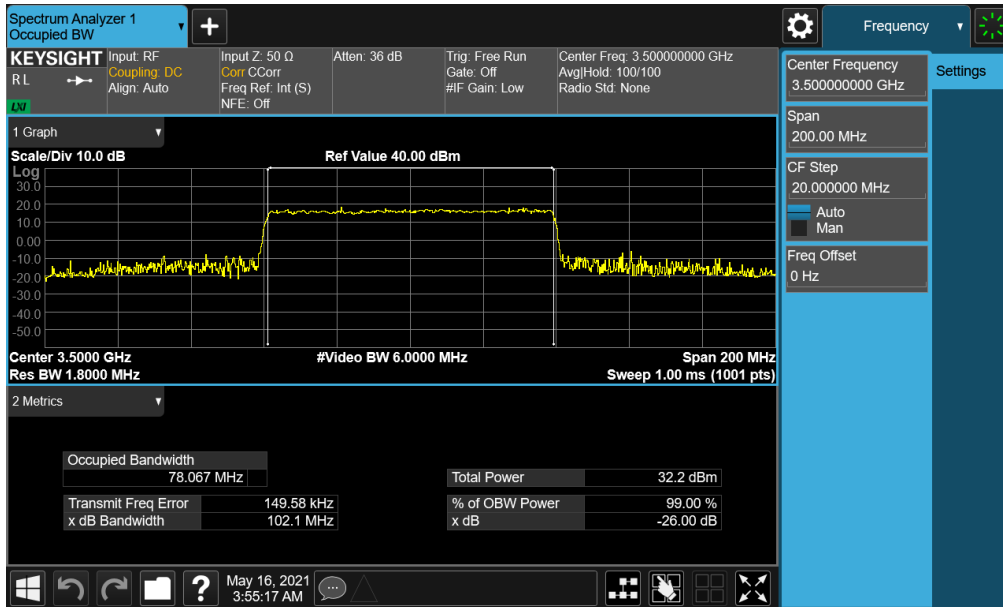 Spectrum Analyzer 1
Occupied BW
+
Frequency
KEYSIGHT
R L
LXI
Input: RF
Coupling: DC
Align: Auto
Input Z: 50 Ω
Corr CCorr
Freq Ref: Int (S)
NFE: Off
Atten: 36 dB
Trig: Free Run
Gate: Off
#IF Gain: Low
Center Freq: 3.500000000 GHz
Avg|Hold: 100/100
Radio Std: None
Center Frequency
3.500000000 GHz
Settings
Span
200.00 MHz
CF Step
20.000000 MHz
Auto
Man
Freq Offset
0 Hz
1 Graph
Scale/Div 10.0 dB
Ref Value 40.00 dBm
Log
30.0
20.0
10.0
0.00
-10.0
-20.0
-30.0
-40.0
-50.0
Center 3.5000 GHz
#Video BW 6.0000 MHz
Span 200 MHz
Res BW 1.8000 MHz
Sweep 1.00 ms (1001 pts)
2 Metrics
Occupied Bandwidth
78.067 MHz
Total Power 32.2 dBm
Transmit Freq Error 149.58 kHz
% of OBW Power 99.00 %
x dB Bandwidth 102.1 MHz
x dB -26.00 dB
?
May 16, 2021
3:55:17 AM